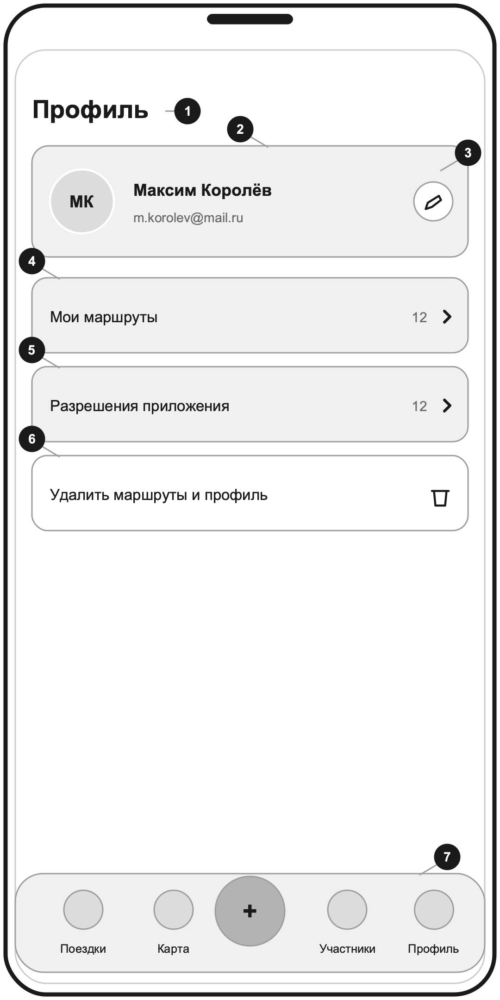 Профиль
1
2
3
МК
Максим Королёв
m.korolev@mail.ru
4
Мои маршруты 12
5
Разрешения приложения 12
6
Удалить маршруты и профиль
7
+
Поездки Карта Участники Профиль